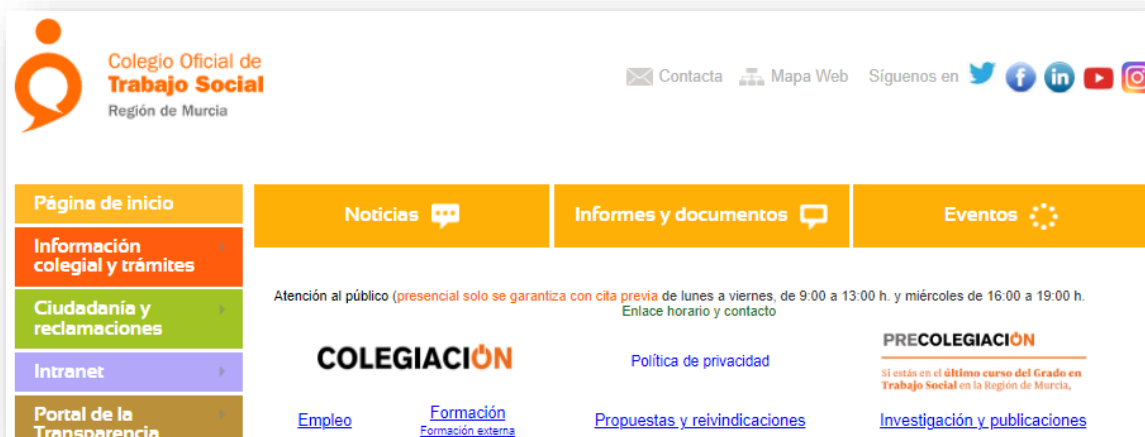 Colegio Oficial de
Trabajo Social
Región de Murcia
Contacta
Mapa Web
Síguenos en
Página de inicio
Información
colegial y trámites
Ciudadanía y
reclamaciones
Intranet
Portal de la
Transparencia
Noticias
Informes y documentos
Eventos
Atención al público (presencial solo se garantiza con cita previa de lunes a viernes, de 9:00 a 13:00 h. y miércoles de 16:00 a 19:00 h.
Enlace horario y contacto
COLEGIACIÓN
Política de privacidad
PRECOLEGIACIÓN
Si estás en el último curso del Grado en
Trabajo Social en la Región de Murcia,
Empleo
Formación
Formación externa
Propuestas y reivindicaciones
Investigación y publicaciones